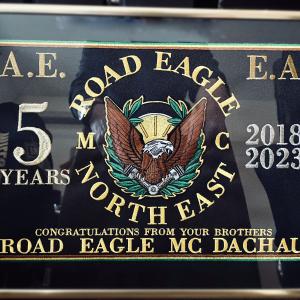 R.A.E. E.A.
ROAD EAGLE
M C
5 YEARS
2018
2023
NORTH EAST
CONGRATULATIONS FROM YOUR BROTHERS
ROAD EAGLE MC DACHAU